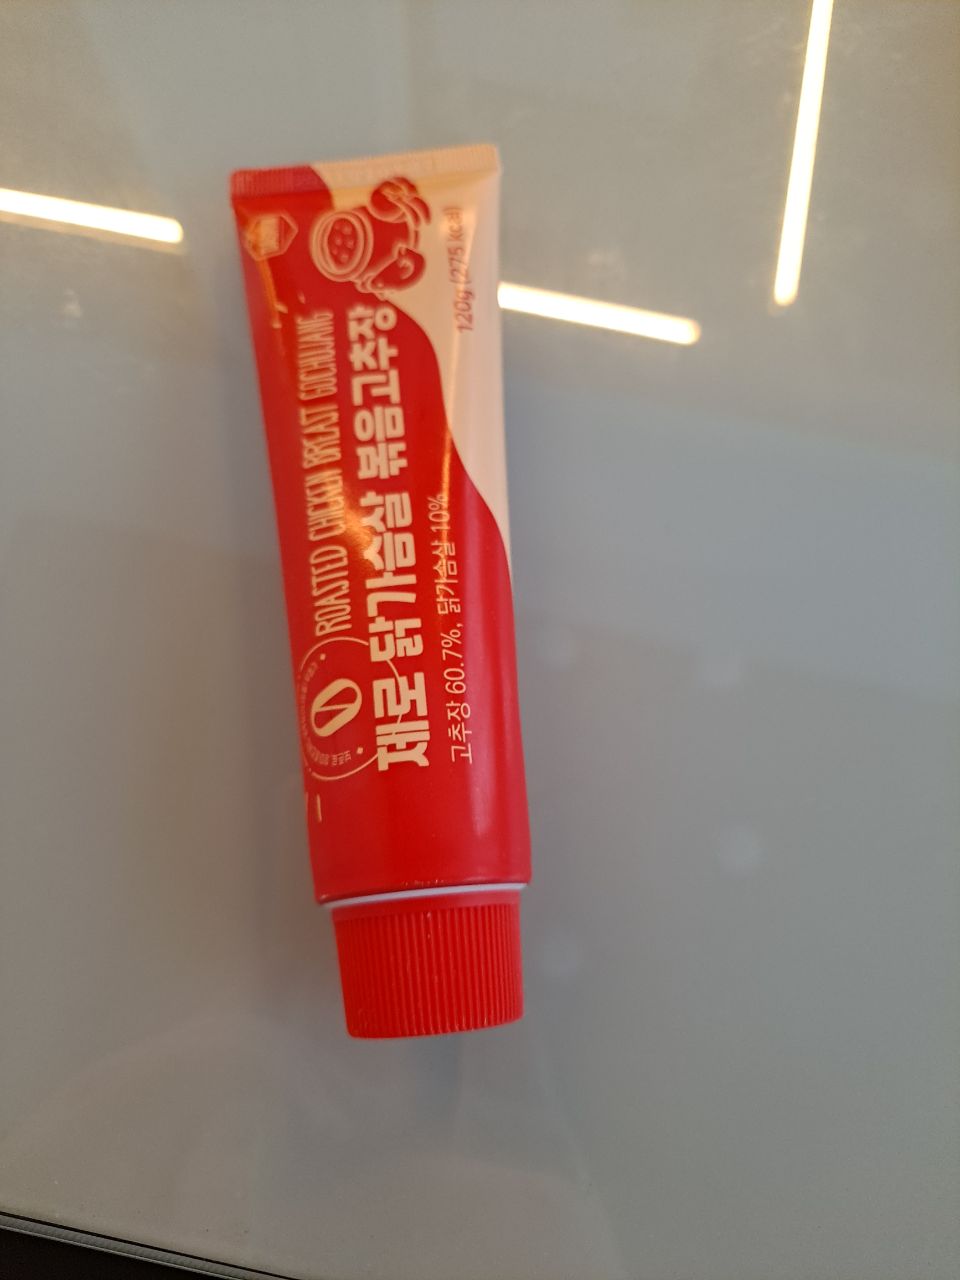 ROASTED CHICKEN BREAST GOCHUJANG
제로 닭가슴살 볶음고추장
고추장 60.7%, 닭가슴살 10%
120g (275 kcal)